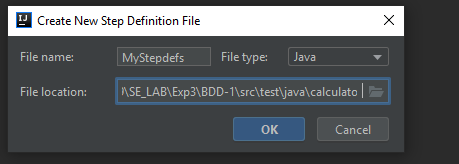 Create New Step Definition File
File name: MyStepdefs File type: Java
File location: \SE_LAB\Exp3\BDD-1\src\test\java\calculato
OK Cancel